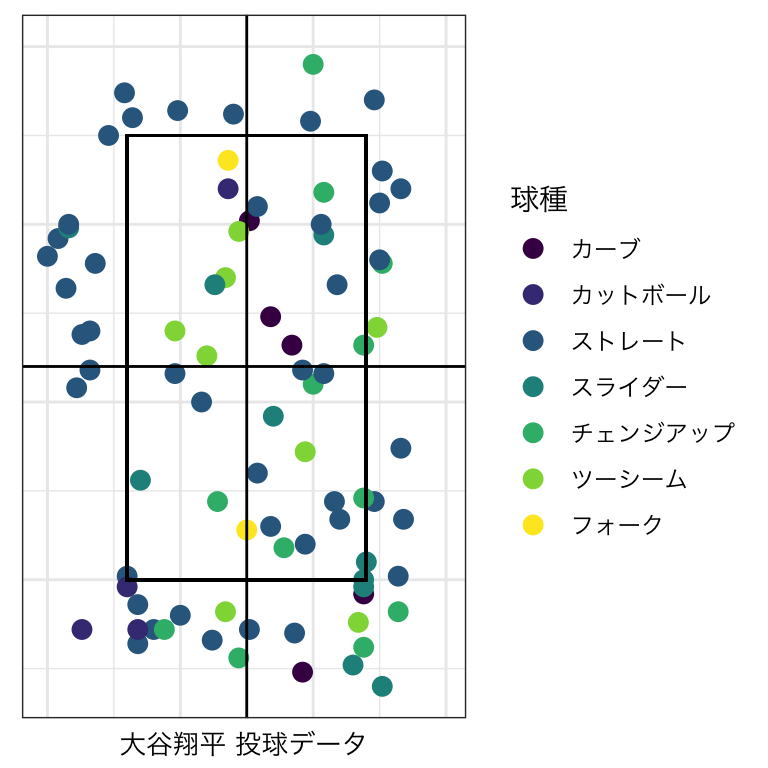 球種
カーブ
カットボール
ストレート
スライダー
チェンジアップ
ツーシーム
フォーク
大谷翔平 投球データ